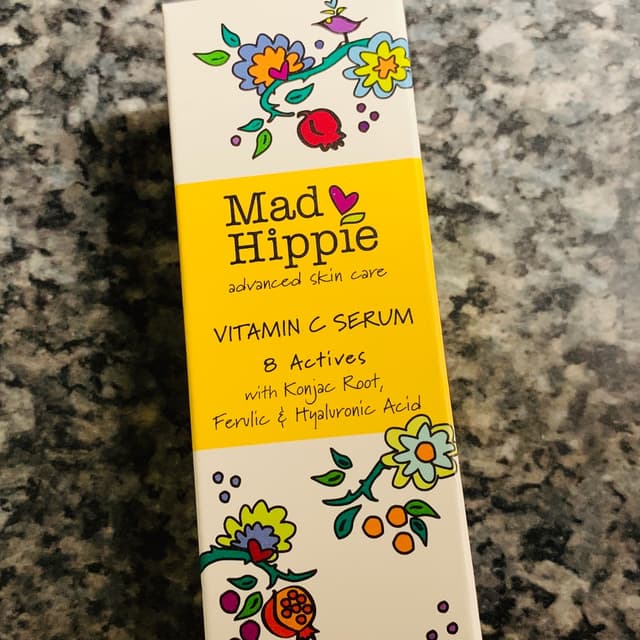 Mad
Hippie
advanced skin care
VITAMIN C SERUM
8 Actives
with Konjac Root,
Ferulic & Hyaluronic Acid